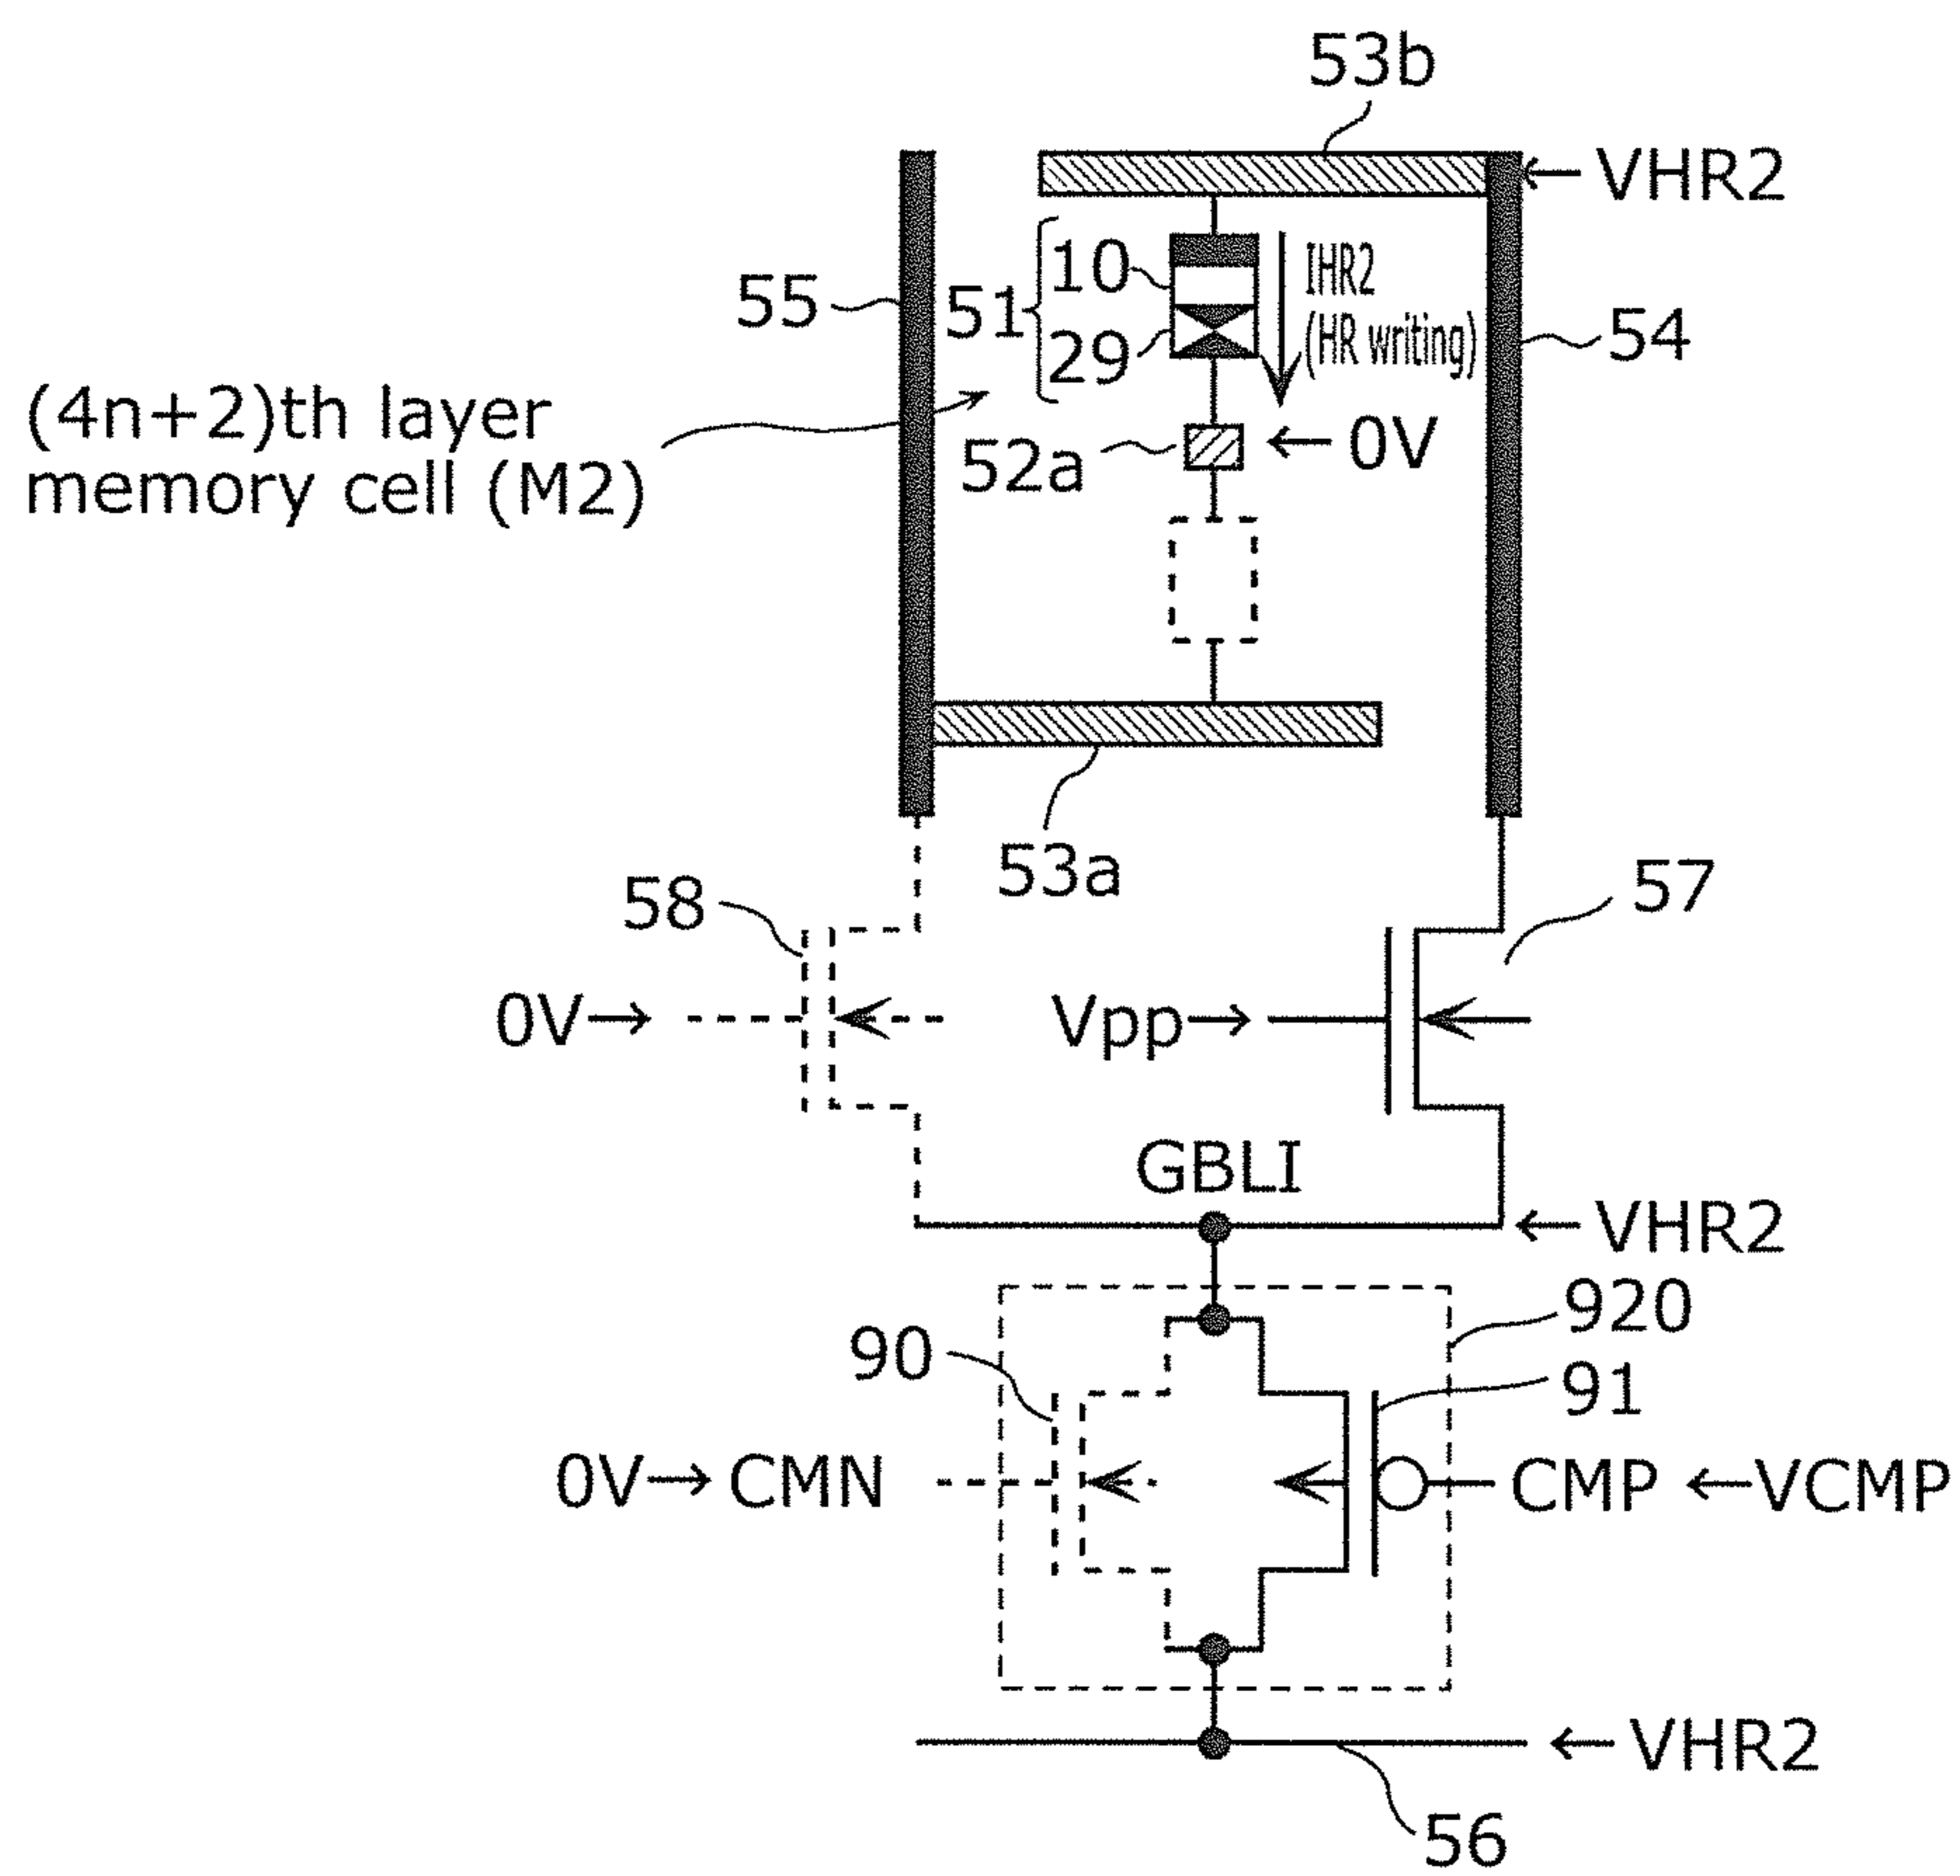 53b
VHR2
10
IHR2
55
51
(HR writing)
54
29
(4n+2)th layer
memory cell (M2)
52a
0V
53a
58
57
0V
Vpp
GBLI
VHR2
920
90
91
0V
CMN
CMP
VCMP
VHR2
56